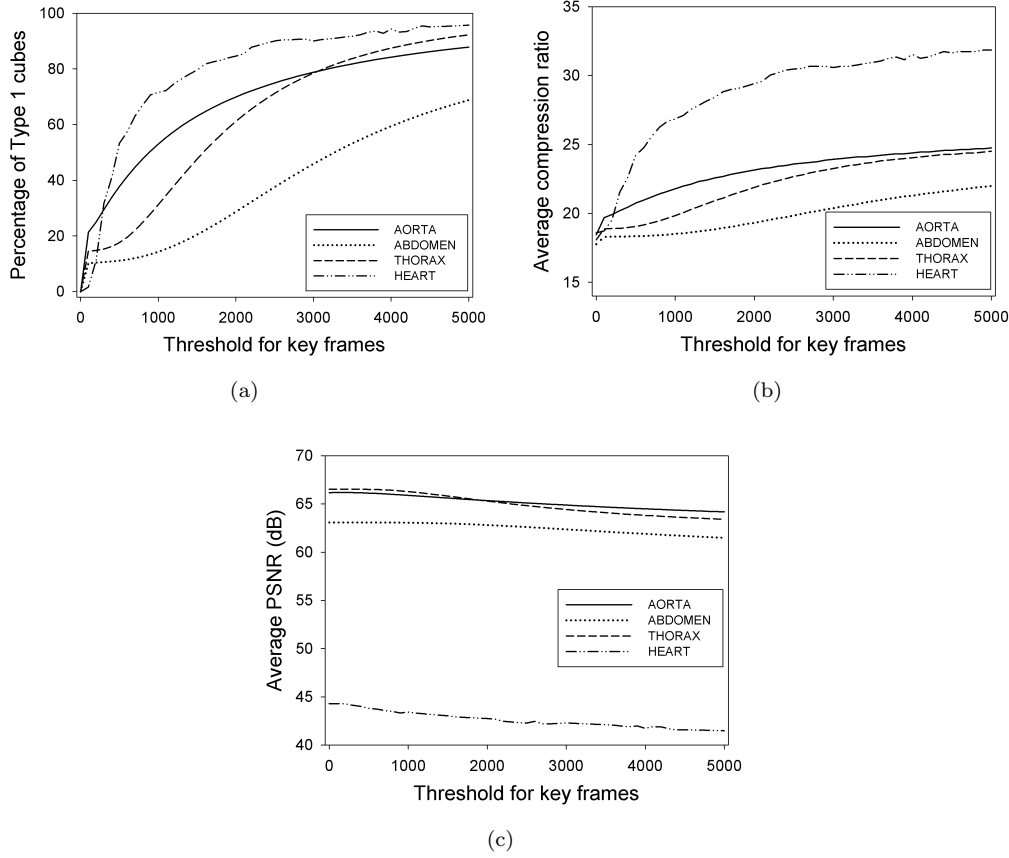 Percentage of Type 1 cubes
100
80
60
40
20
0
0 1000 2000 3000 4000 5000
Threshold for key frames
AORTA
ABDOMEN
THORAX
HEART
(a)
Average compression ratio
35
30
25
20
15
0 1000 2000 3000 4000 5000
Threshold for key frames
AORTA
ABDOMEN
THORAX
HEART
(b)
Average PSNR (dB)
70
65
60
55
50
45
40
0 1000 2000 3000 4000 5000
Threshold for key frames
AORTA
ABDOMEN
THORAX
HEART
(c)